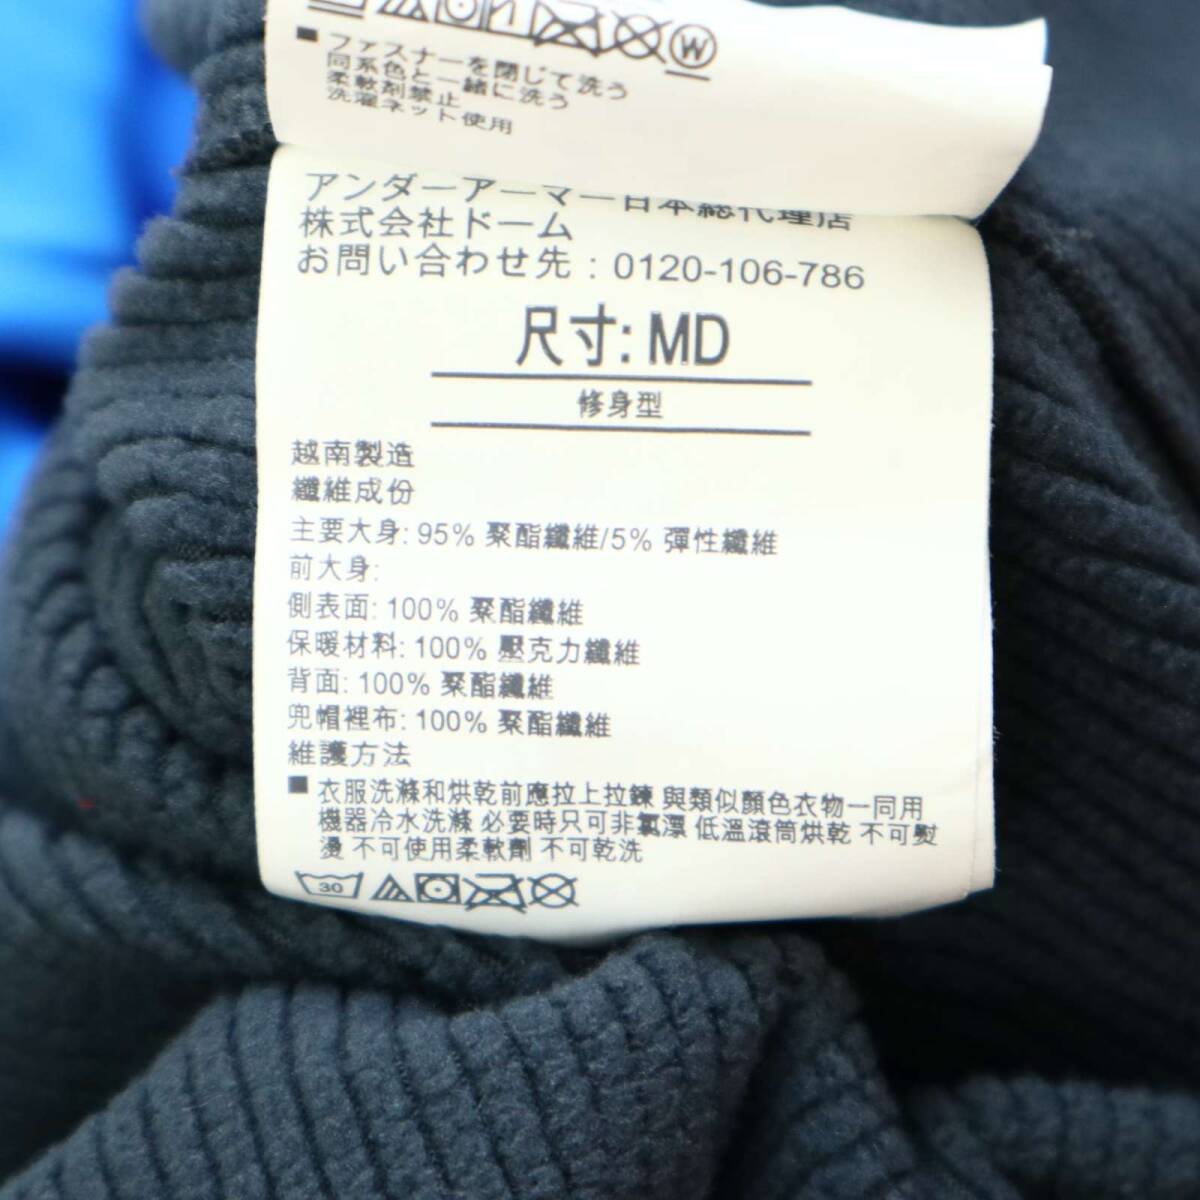 W
ファスナーを閉じて洗う
同系色と一緒に洗う
柔軟剤禁止
洗濯ネット使用
アンダーアーマー日本総代理店
株式会社ドーム
お問い合わせ先：0120-106-786
尺寸: MD
修身型
越南製造
纖維成份
主要大身: 95% 聚酯纖維/5% 彈性纖維
前大身:
側表面: 100% 聚酯纖維
保暖材料: 100% 壓克力纖維
背面: 100% 聚酯纖維
兜帽裡布: 100% 聚酯纖維
維護方法
■ 衣服洗滌和烘乾前應拉上拉鍊 與類似顏色衣物一同用
機器冷水洗滌 必要時只可非氯漂 低溫滾筒烘乾 不可熨
燙 不可使用柔軟劑 不可乾洗
30